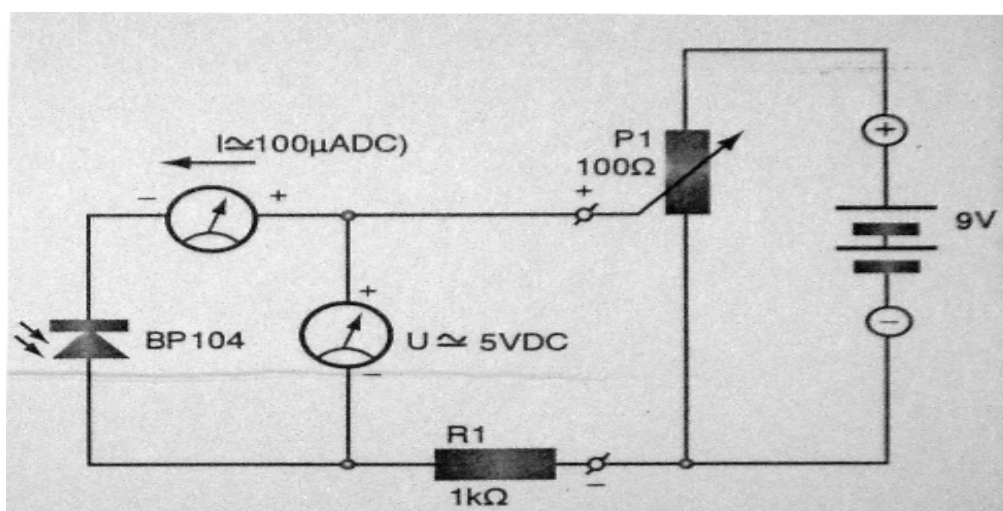 I≃100µADC)
P1
100Ω
+
-
+
+
9V
+
BP104
U ≃ 5VDC
-
-
R1
1kΩ
-